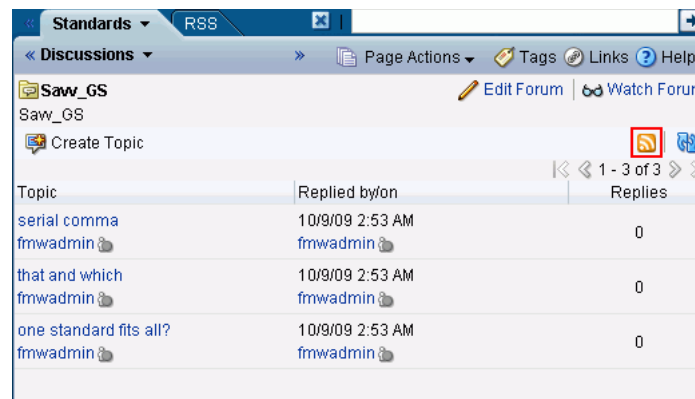 Standards RSS
Discussions Page Actions Tags Links Help
Saw_GS Edit Forum Watch Forum
Saw_GS
Create Topic
1 - 3 of 3
Topic Replied by/on Replies
serial comma 10/9/09 2:53 AM 0
fmwadmin fmwadmin
that and which 10/9/09 2:53 AM 0
fmwadmin fmwadmin
one standard fits all? 10/9/09 2:53 AM 0
fmwadmin fmwadmin